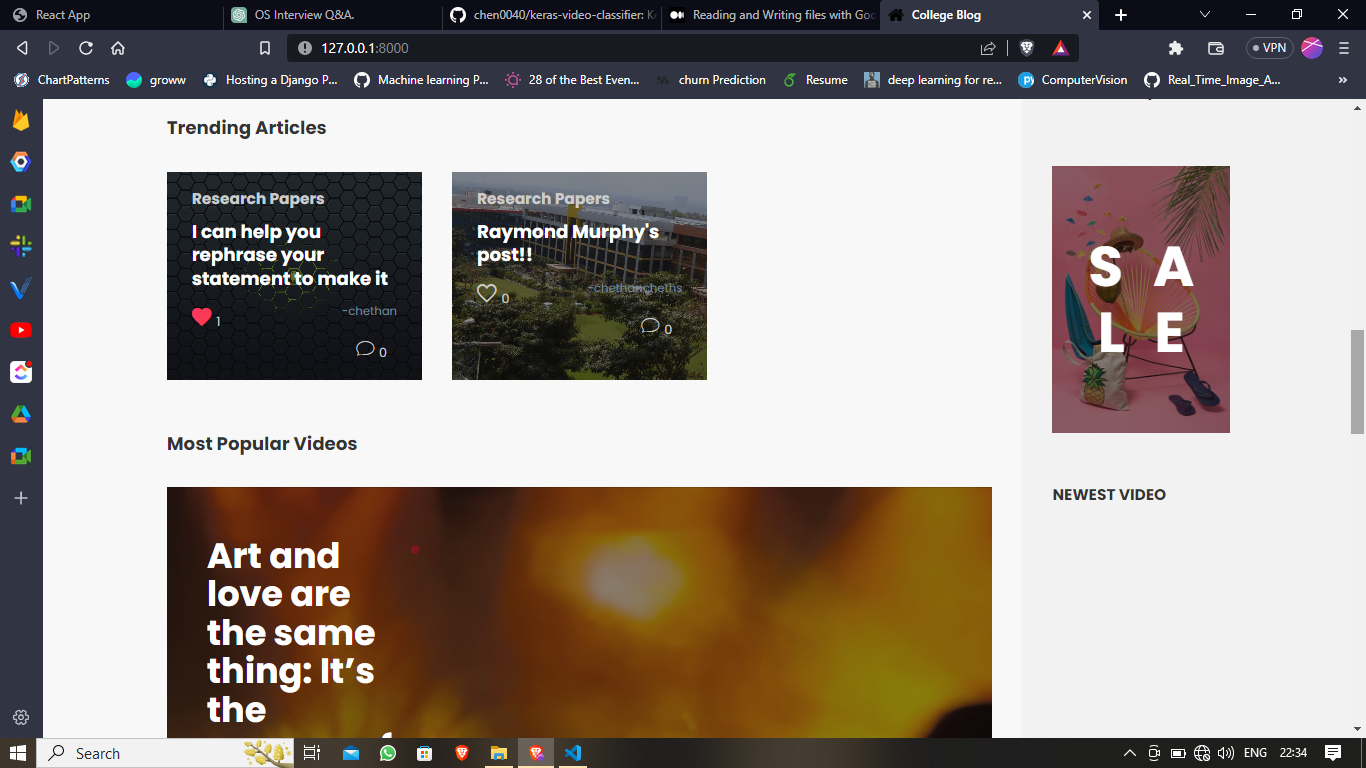 React App
OS Interview Q&A.
chen0040/keras-video-classifier: Ke
Reading and Writing files with Goo
College Blog
127.0.0.1:8000
VPN
ChartPatterns
groww
Hosting a Django P...
Machine learning P...
28 of the Best Even...
churn Prediction
Resume
deep learning for re...
ComputerVision
Real_Time_Image_A...
Trending Articles
Research Papers
I can help you
rephrase your
statement to make it
1
-chethan
0
Research Papers
Raymond Murphy's
post!!
0
-chethancheths
0
S A
L E
Most Popular Videos
NEWEST VIDEO
Art and
love are
the same
thing: It’s
the
Search
ENG
22:34